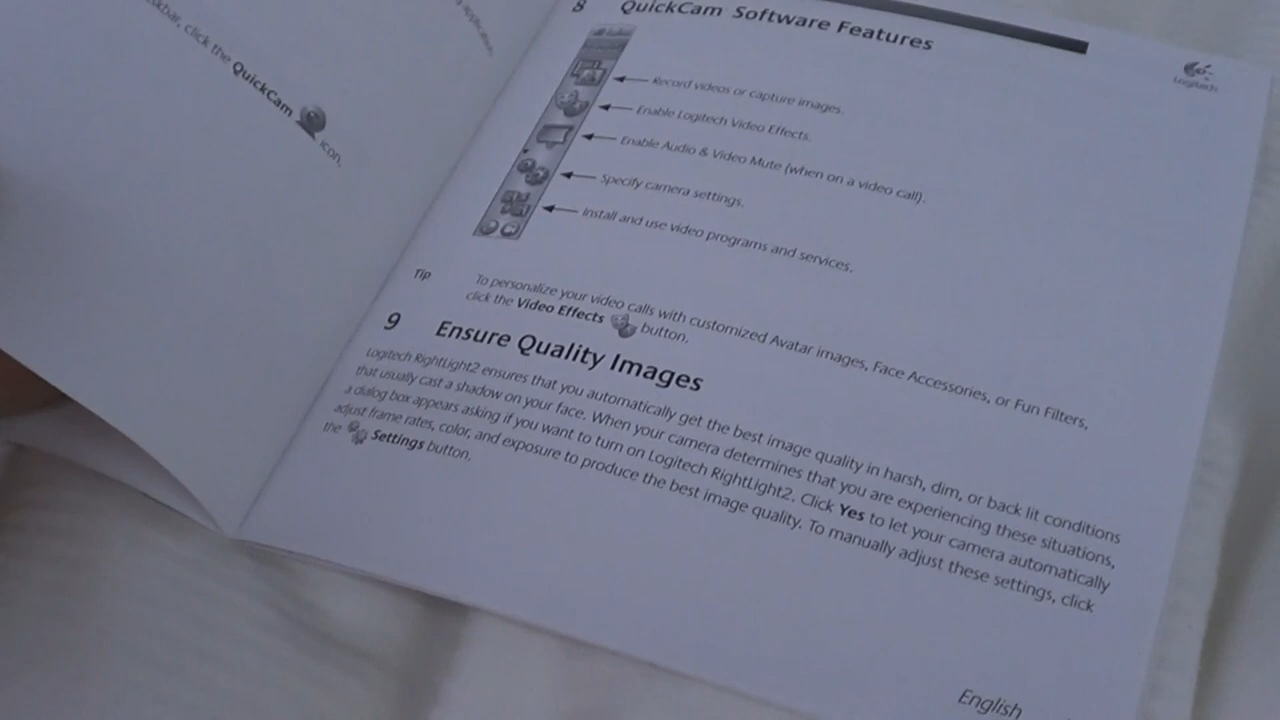 kbar, click the QuickCam icon.
8 QuickCam Software Features
Logitech
Record videos or capture images.
Enable Logitech Video Effects.
Enable Audio & Video Mute (when on a video call).
Specify camera settings.
Install and use video programs and services.
Tip To personalize your video calls with customized Avatar images, Face Accessories, or Fun Filters,
click the Video Effects button.
9 Ensure Quality Images
Logitech RightLight2 ensures that you automatically get the best image quality in harsh, dim, or back lit conditions
that usually cast a shadow on your face. When your camera determines that you are experiencing these situations,
a dialog box appears asking if you want to turn on Logitech RightLight2. Click Yes to let your camera automatically
adjust frame rates, color, and exposure to produce the best image quality. To manually adjust these settings, click
the Settings button.
English